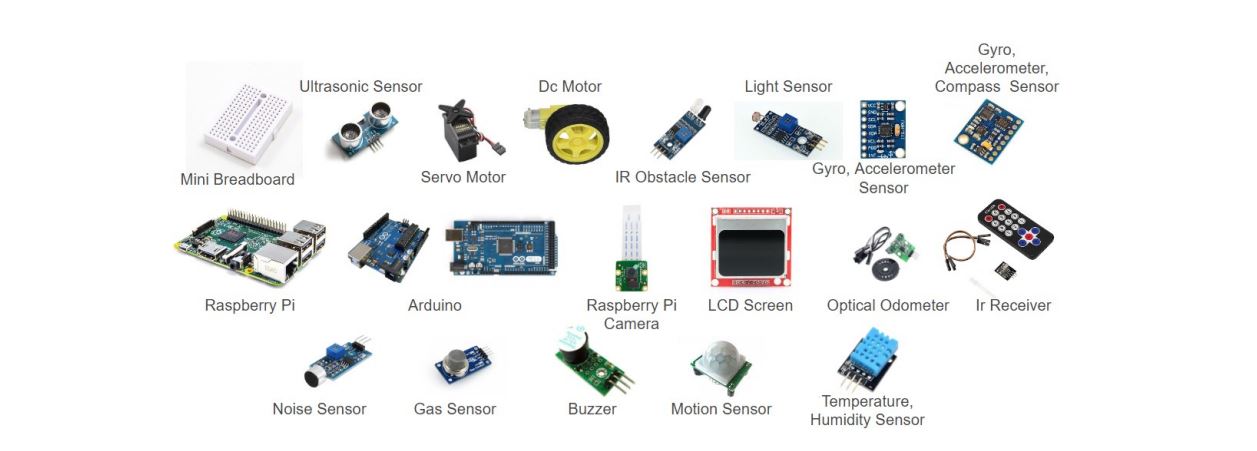 Gyro,
Accelerometer,
Compass  Sensor
Ultrasonic Sensor
Dc Motor
Light Sensor
Mini Breadboard
Servo Motor
IR Obstacle Sensor
Gyro, Accelerometer
Sensor
Raspberry Pi
Arduino
Raspberry Pi
Camera
LCD Screen
Optical Odometer
Ir Receiver
Noise Sensor
Gas Sensor
Buzzer
Motion Sensor
Temperature,
Humidity Sensor